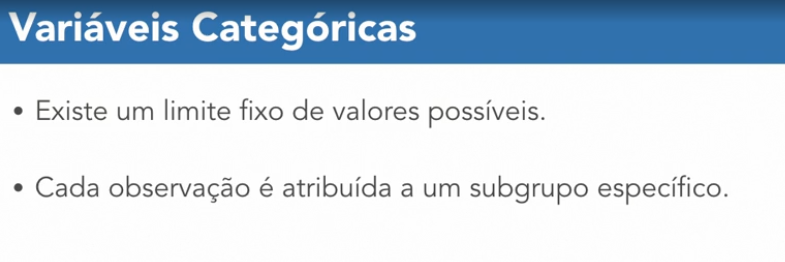 Variáveis Categóricas
• Existe um limite fixo de valores possíveis.
• Cada observação é atribuída a um subgrupo específico.